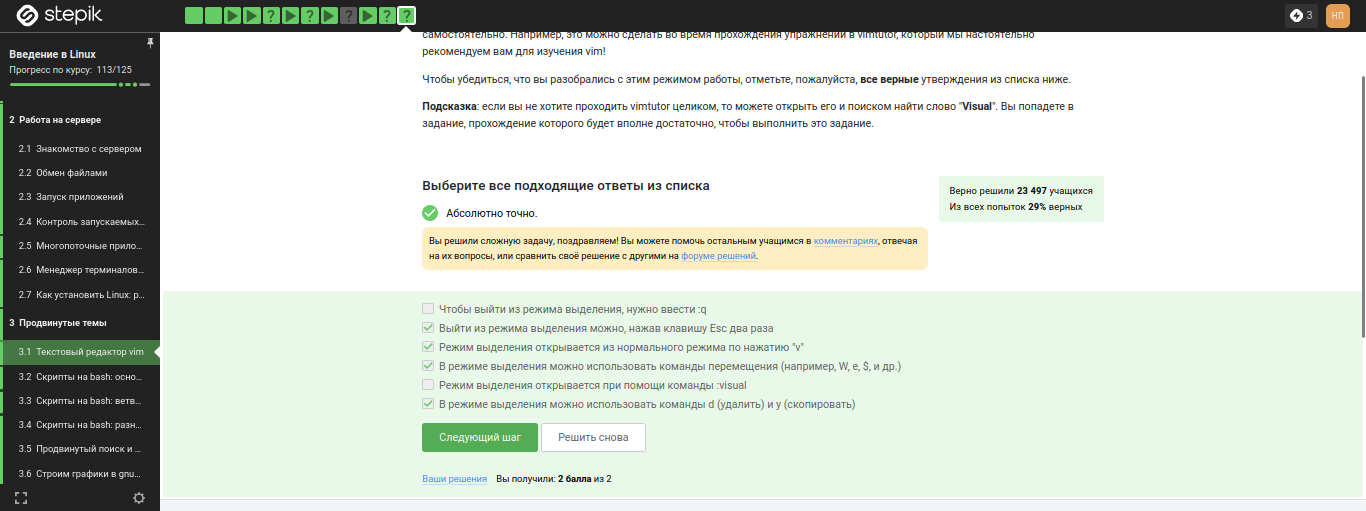 stepik
? ? ? ? ?
3
НП
Введение в Linux
Прогресс по курсу: 113/125
2 Работа на сервере
2.1 Знакомство с сервером
2.2 Обмен файлами
2.3 Запуск приложений
2.4 Контроль запускаемых...
2.5 Многопоточные прило...
2.6 Менеджер терминалов...
2.7 Как установить Linux: р...
3 Продвинутые темы
3.1 Текстовый редактор vim
3.2 Скрипты на bash: осно...
3.3 Скрипты на bash: ветв...
3.4 Скрипты на bash: разн...
3.5 Продвинутый поиск и ...
3.6 Строим графики в gnu...
самостоятельно. Например, это можно сделать во время прохождения упражнений в vimtutor, который мы настоятельно
рекомендуем вам для изучения vim!
Чтобы убедиться, что вы разобрались с этим режимом работы, отметьте, пожалуйста, все верные утверждения из списка ниже.
Подсказка: если вы не хотите проходить vimtutor целиком, то можете открыть его и поиском найти слово "Visual". Вы попадете в
задание, прохождение которого будет вполне достаточно, чтобы выполнить это задание.
Выберите все подходящие ответы из списка
Верно решили 23 497 учащихся
Из всех попыток 29% верных
Абсолютно точно.
Вы решили сложную задачу, поздравляем! Вы можете помочь остальным учащимся в комментариях, отвечая
на их вопросы, или сравнить своё решение с другими на форуме решений.
Чтобы выйти из режима выделения, нужно ввести :q
Выйти из режима выделения можно, нажав клавишу Esc два раза
Режим выделения открывается из нормального режима по нажатию "v"
В режиме выделения можно использовать команды перемещения (например, W, e, $, и др.)
Режим выделения открывается при помощи команды :visual
В режиме выделения можно использовать команды d (удалить) и y (скопировать)
Следующий шаг
Решить снова
Ваши решения Вы получили: 2 балла из 2